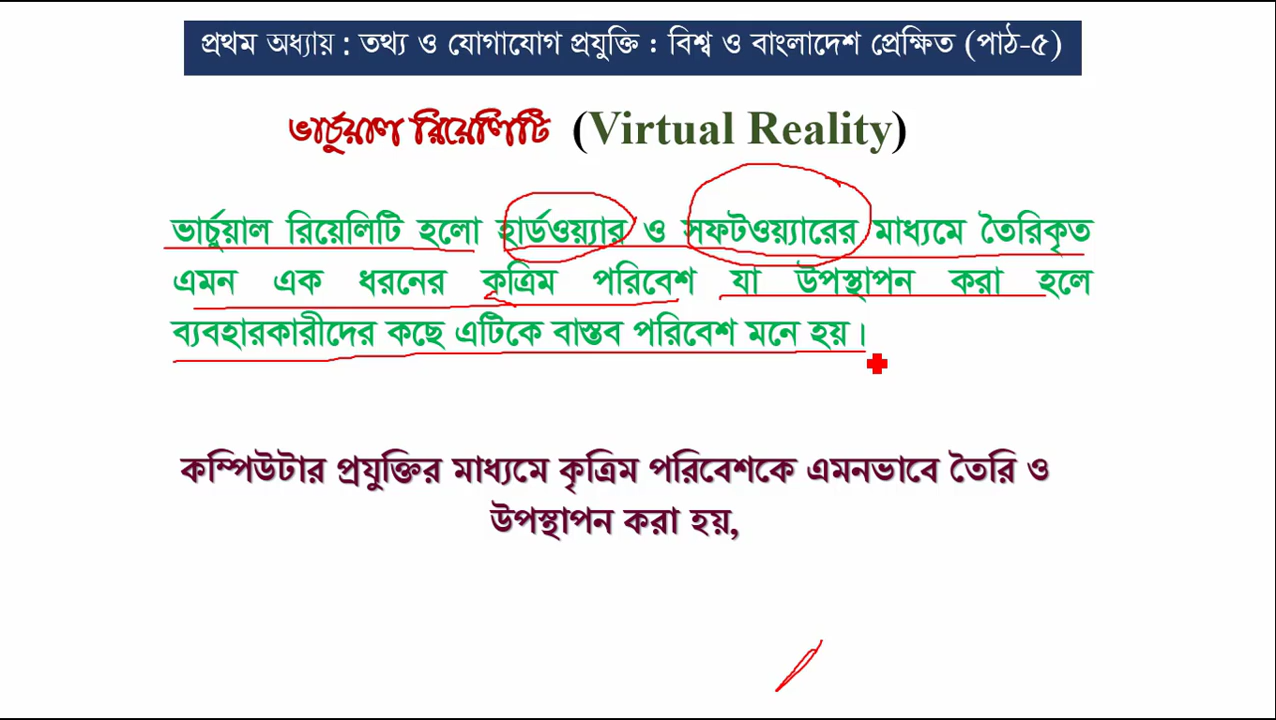 প্রথম অধ্যায় : তথ্য ও যোগাযোগ প্রযুক্তি : বিশ্ব ও বাংলাদেশ প্রেক্ষিত (পাঠ-৫)
ভার্চুয়াল রিয়েলিটি (Virtual Reality)
ভার্চুয়াল রিয়েলিটি হলো হার্ডওয়্যার ও সফটওয়্যারের মাধ্যমে তৈরিকৃত
এমন এক ধরনের কৃত্রিম পরিবেশ যা উপস্থাপন করা হলে
ব্যবহারকারীদের কছে এটিকে বাস্তব পরিবেশ মনে হয়।
কম্পিউটার প্রযুক্তির মাধ্যমে কৃত্রিম পরিবেশকে এমনভাবে তৈরি ও
উপস্থাপন করা হয়,